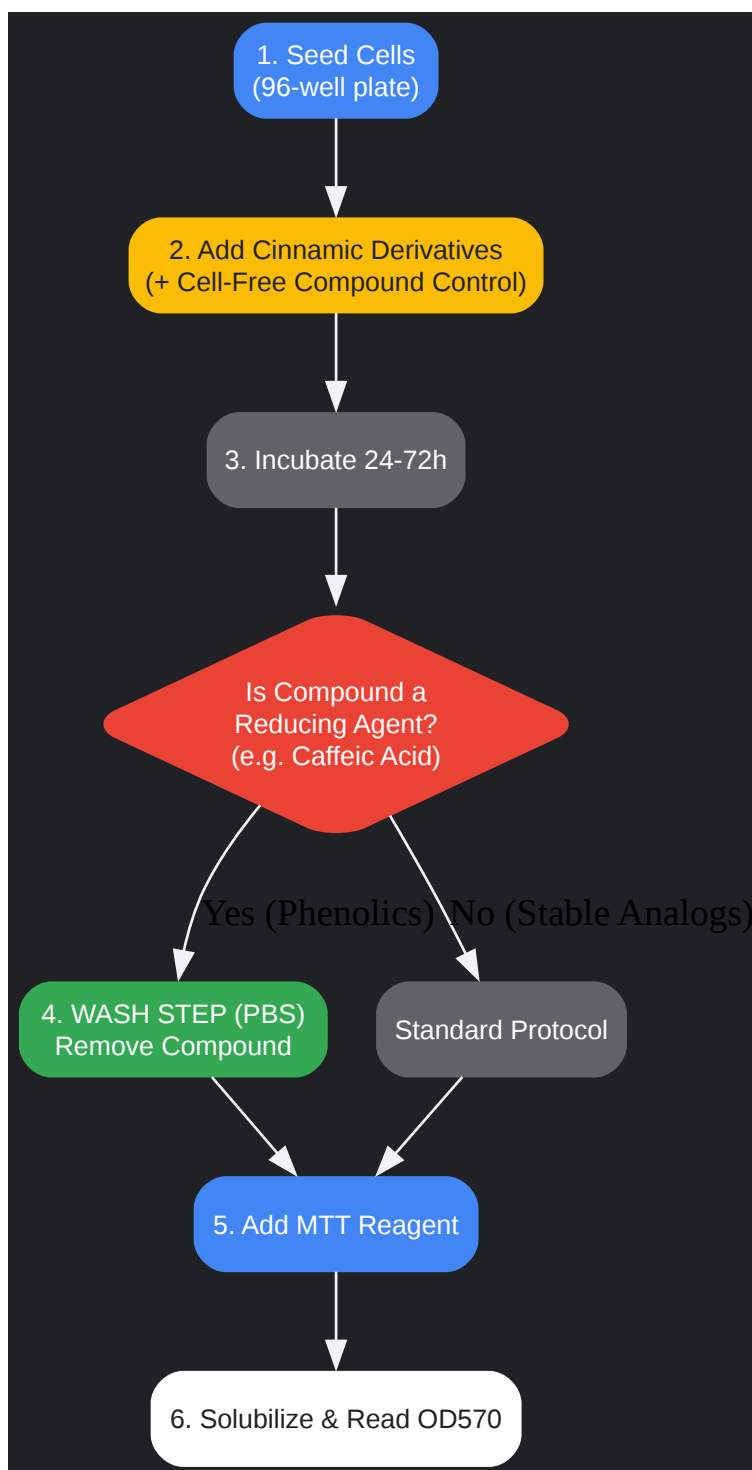 1. Seed Cells
(96-well plate)
2. Add Cinnamic Derivatives
(+ Cell-Free Compound Control)
3. Incubate 24-72h
Is Compound a
Reducing Agent?
(e.g. Caffeic Acid)
Yes (Phenolics)
No (Stable Analogs)
4. WASH STEP (PBS)
Remove Compound
Standard Protocol
5. Add MTT Reagent
6. Solubilize & Read OD570